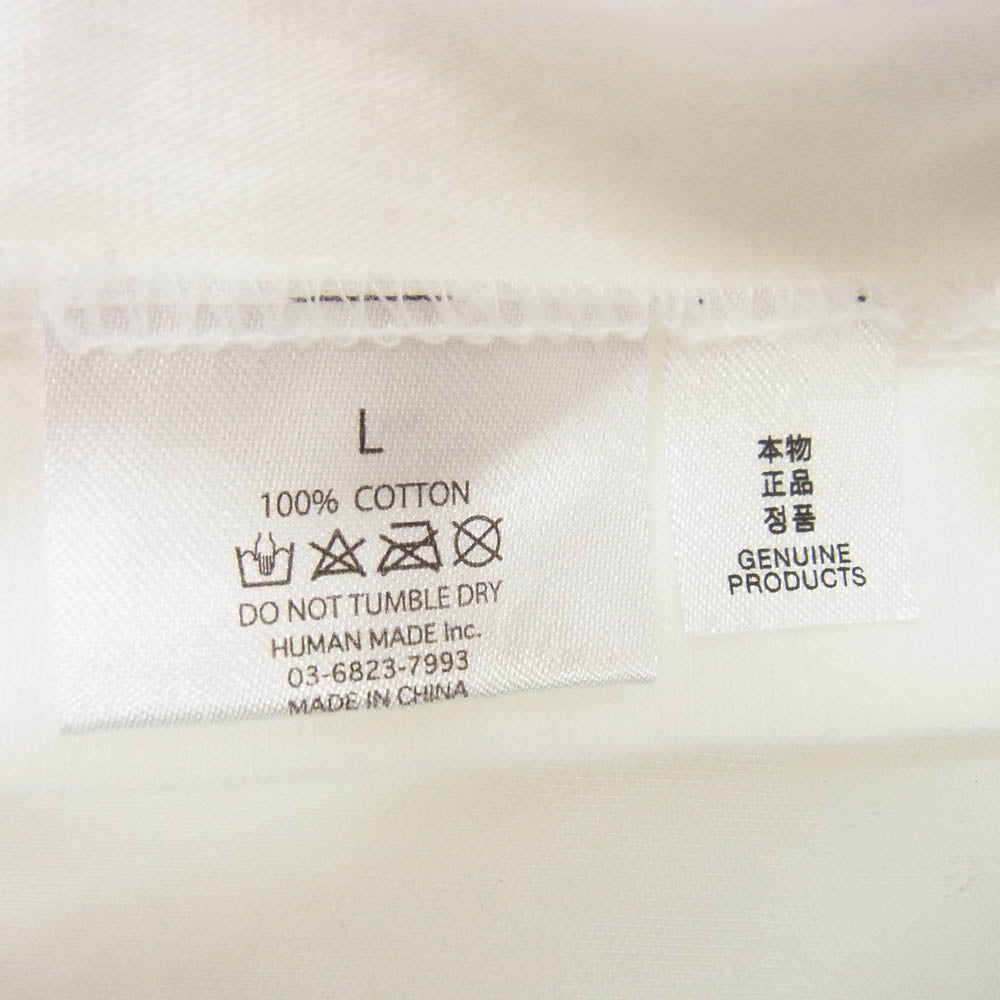 L
100% COTTON
DO NOT TUMBLE DRY
HUMAN MADE Inc.
03-6823-7993
MADE IN CHINA
本物
正品
정품
GENUINE
PRODUCTS